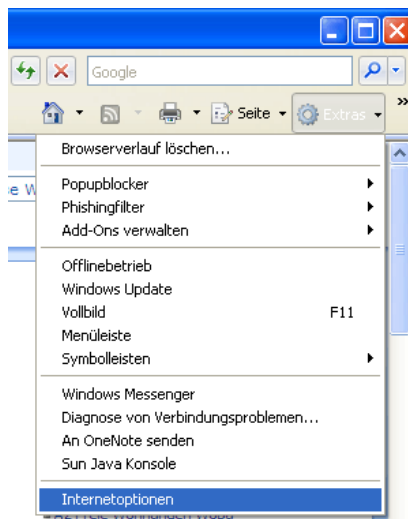 Google
Seite
Extras
»
Browserverlauf löschen...
Popupblocker
Phishingfilter
Add-Ons verwalten
Offlinebetrieb
Windows Update
Vollbild F11
Menüleiste
Symbolleisten
Windows Messenger
Diagnose von Verbindungsproblemen...
An OneNote senden
Sun Java Konsole
Internetoptionen